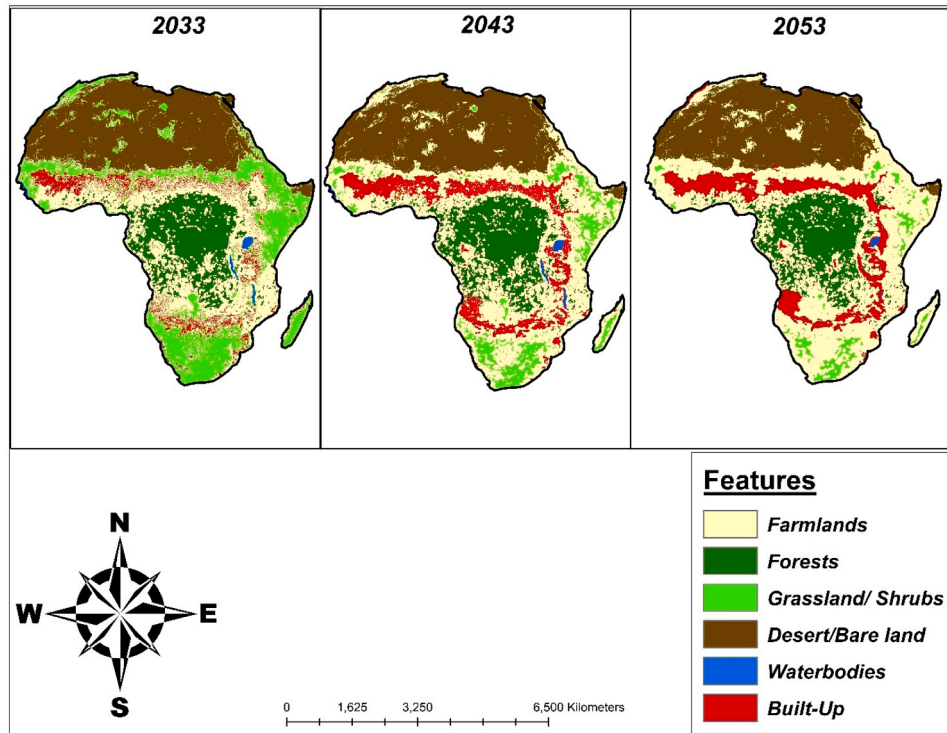 2033
2043
2053
Features
Farmlands
Forests
Grassland/ Shrubs
Desert/Bare land
Waterbodies
Built-Up
N
W
E
S
0
1,625
3,250
6,500 Kilometers